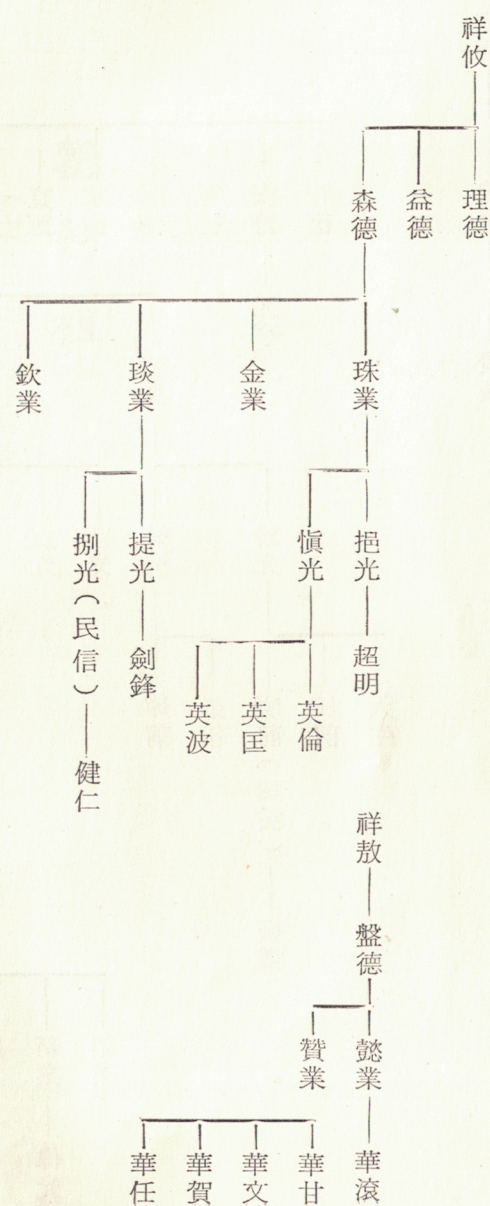 祥攸
理德
益德
森德
珠業
金業
琰業
欽業
挹光
慎光
提光
捌光(民信)
超明
英倫
英匡
英波
劍鋒
健仁
祥敖
盤德
懿業
贊業
華滾
華甘
華文
華賀
華任